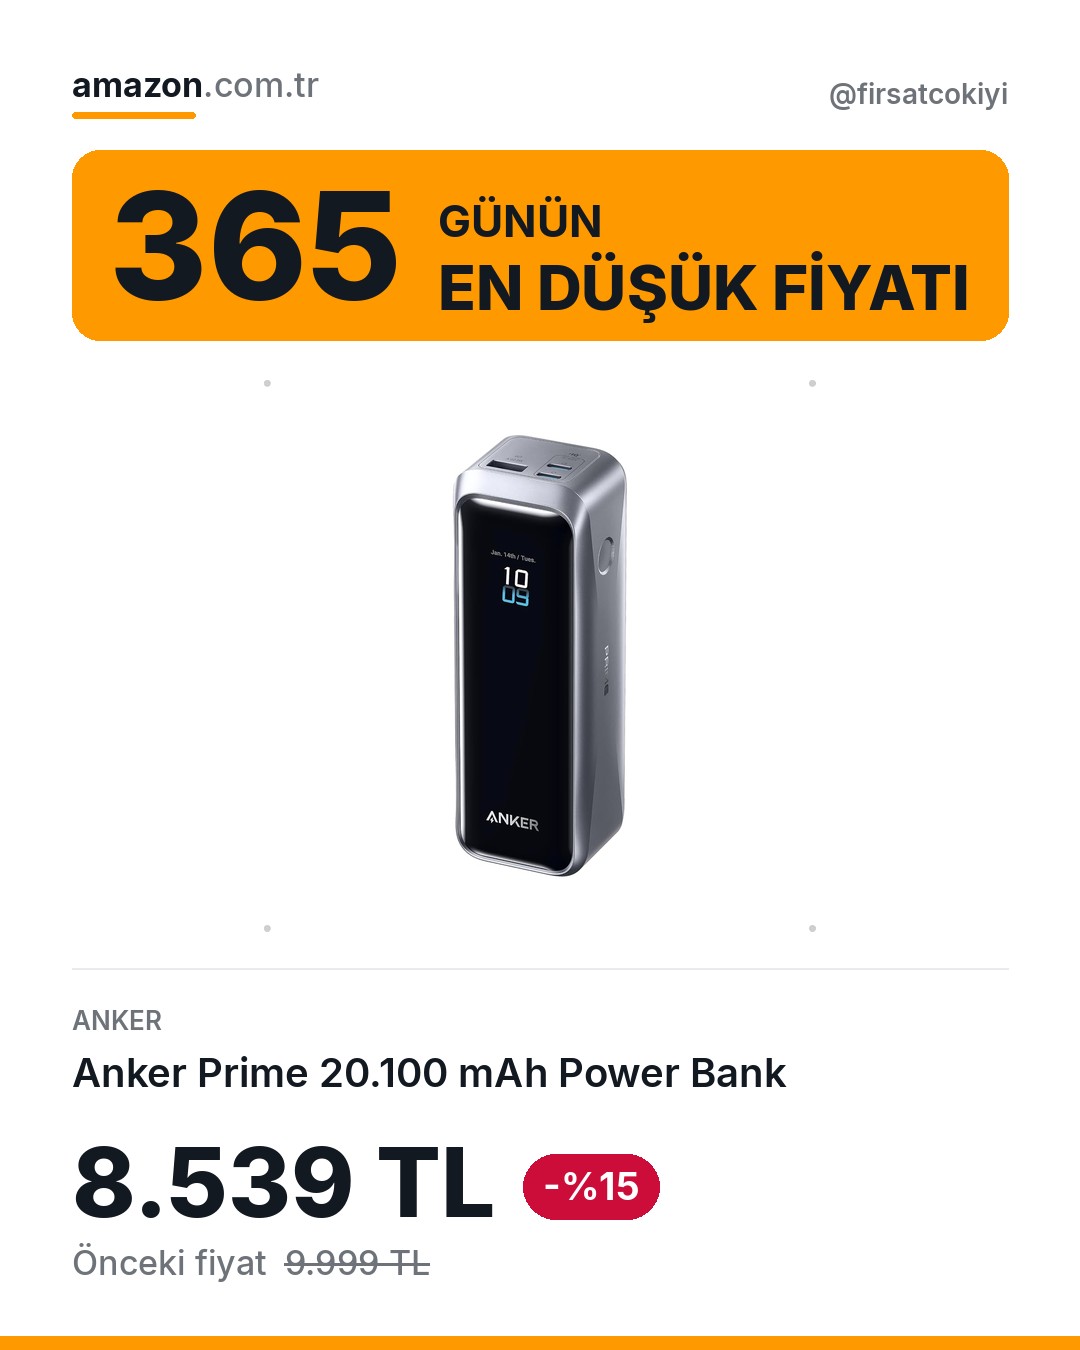 amazon.com.tr
@firsatcokiyi
365
GÜNÜN
EN DÜŞÜK FİYATI
Jan. 14th / Tues.
10
09
ANKER
ANKER
Anker Prime 20.100 mAh Power Bank
8.539 TL
-%15
Önceki fiyat 9.999 TL